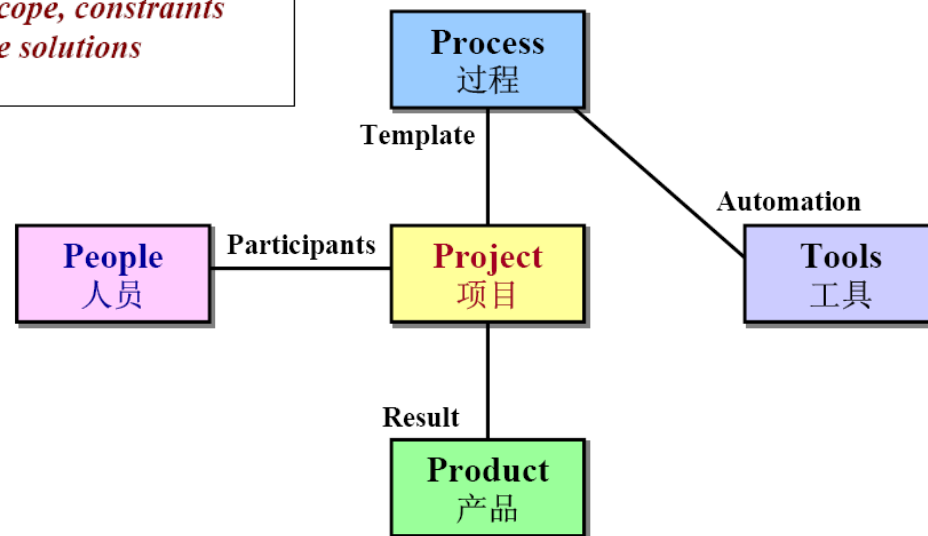 cope, constraints
e solutions
Process
过程
Template
Automation
People
人员
Participants
Project
项目
Tools
工具
Result
Product
产品